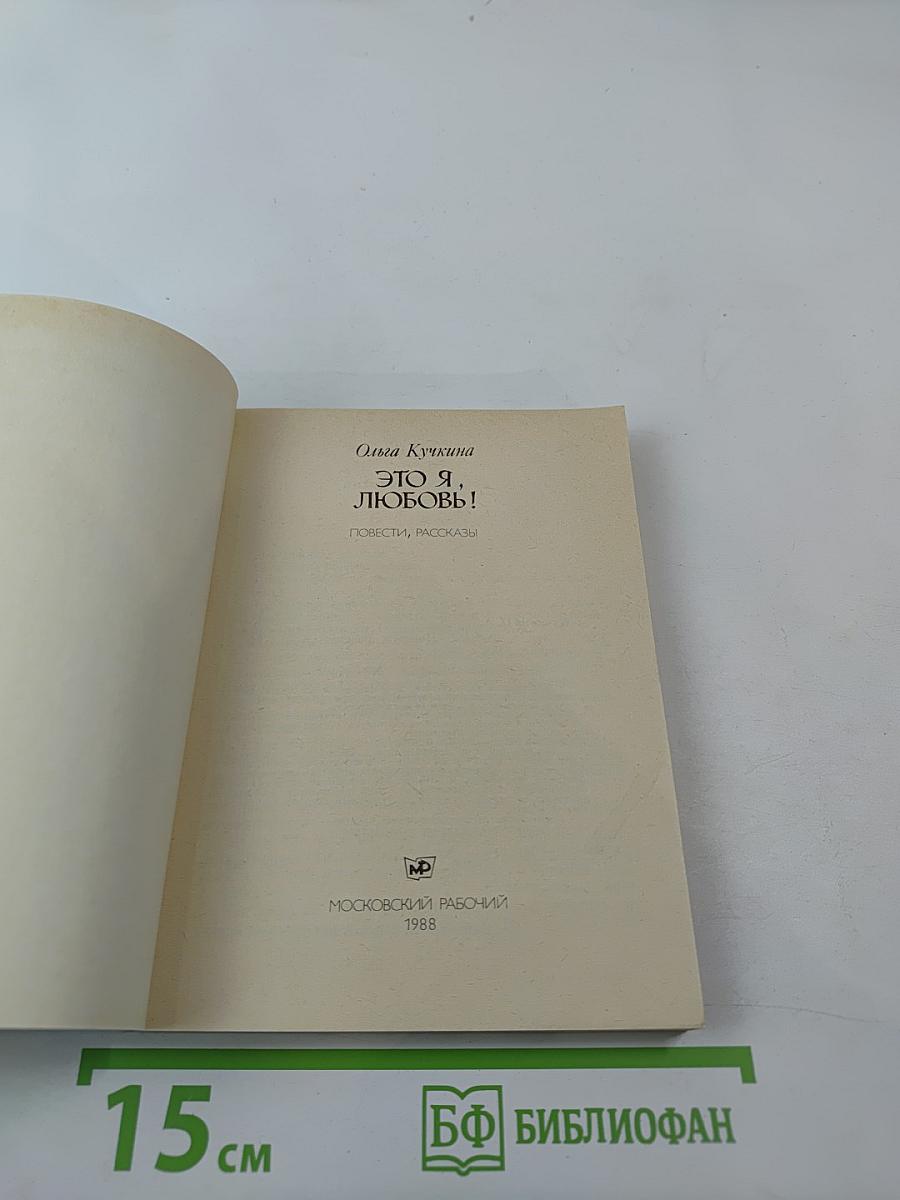 Ольга Кучкина
ЭТО Я,
ЛЮБОВЬ!
ПОВЕСТИ, РАССКАЗЫ
МР
МОСКОВСКИЙ РАБОЧИЙ
1988
15 см
БФ БИБЛИОФАН